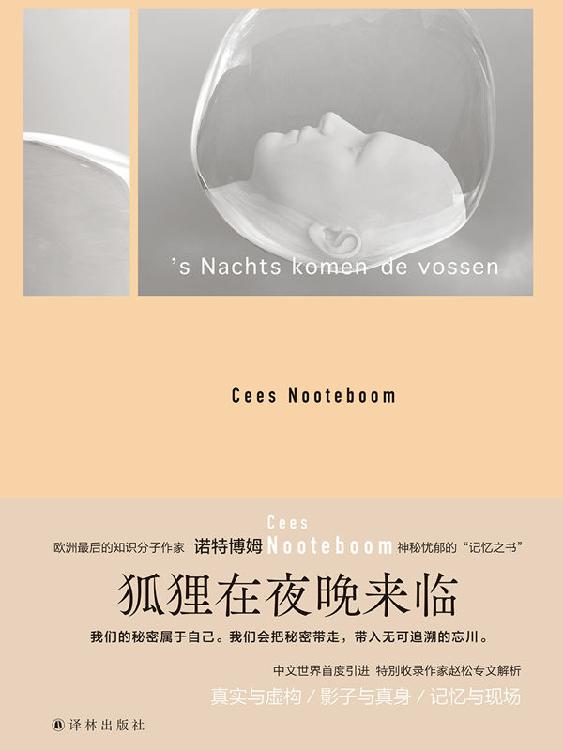 's Nachts komen de vossen
Cees Nooteboom
欧洲最后的知识分子作家 诺特博姆 Cees Nooteboom 神秘忧郁的“记忆之书”
狐狸在夜晚来临
我们的秘密属于自己。我们会把秘密带走，带入无可追溯的忘川。
中文世界首度引进 特别收录作家赵松专文解析
真实与虚构 / 影子与真身 / 记忆与现场
译林出版社